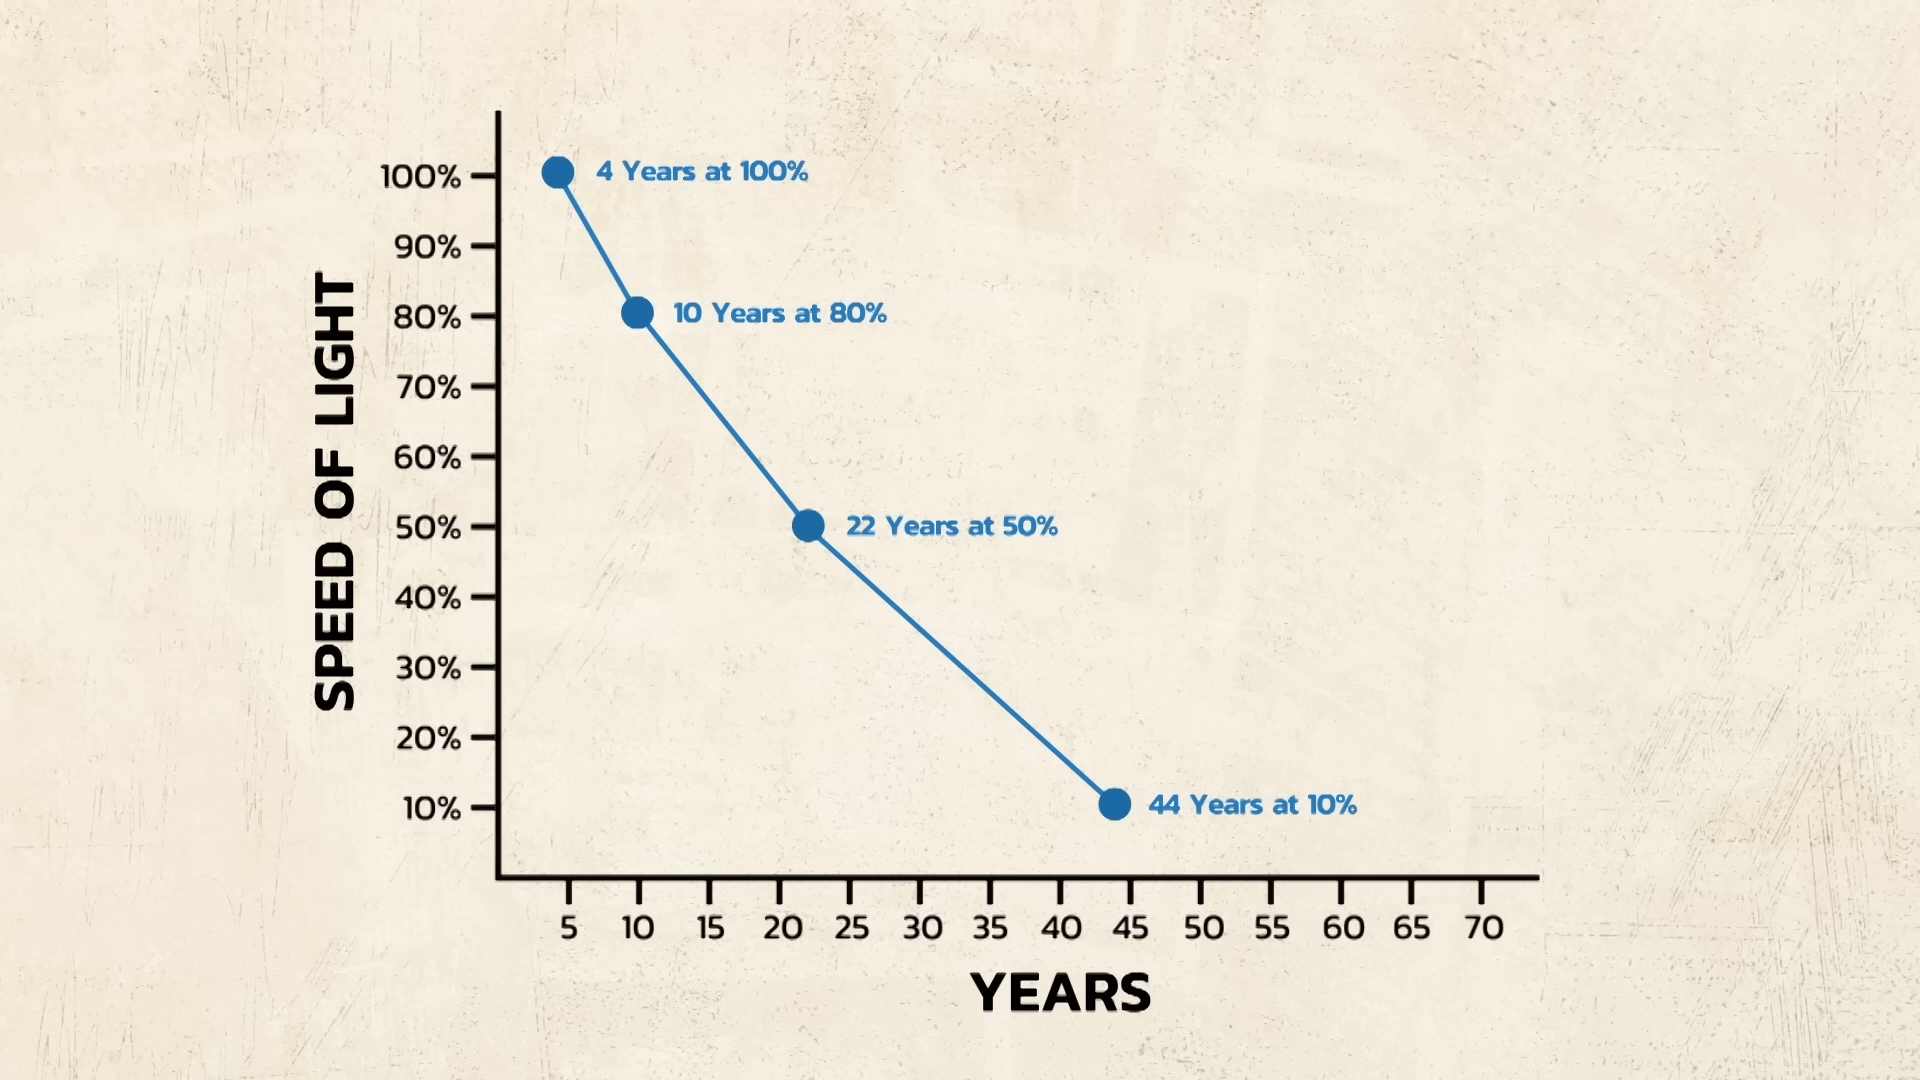 SPEED OF LIGHT
100%
90%
80%
70%
60%
50%
40%
30%
20%
10%
4 Years at 100%
10 Years at 80%
22 Years at 50%
44 Years at 10%
5 10 15 20 25 30 35 40 45 50 55 60 65 70
YEARS